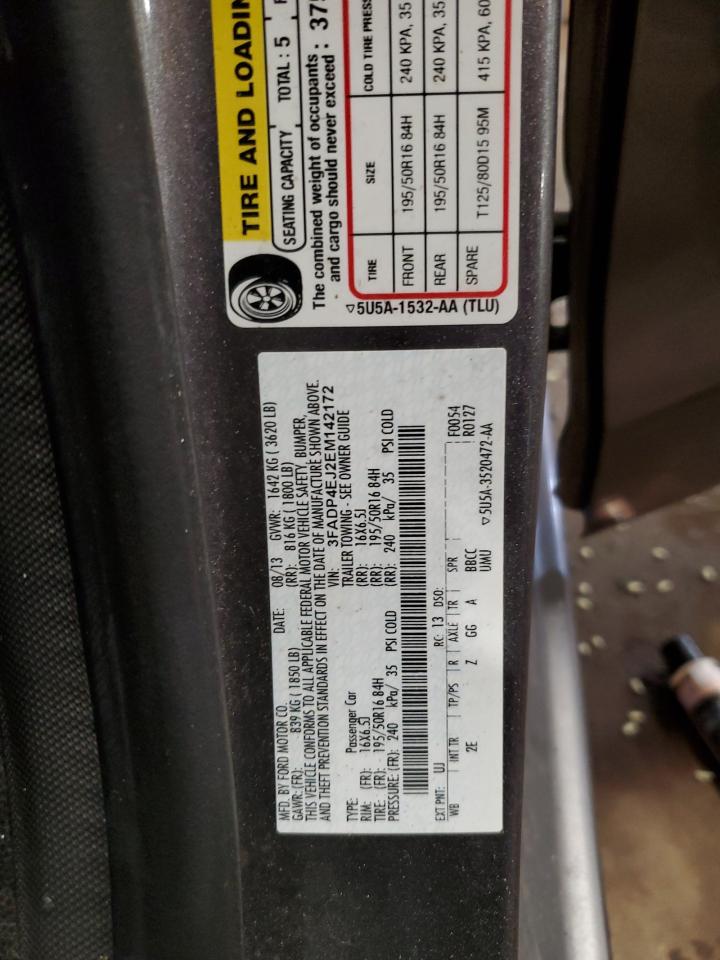 TIRE AND LOADIN
SEATING CAPACITY TOTAL : 5
The combined weight of occupants : 375
and cargo should never exceed :
TIRE SIZE COLD TIRE PRESS
FRONT 195/50R16 84H 240 KPA, 35
REAR 195/50R16 84H 240 KPA, 35
SPARE T125/80D15 95M 415 KPA, 60
5U5A-1532-AA (TLU)
MFD. BY FORD MOTOR CO. DATE: 08/13 GVWR: 1642 KG ( 3620 LB)
GAWR: (FR): 839 KG ( 1850 LB) (RR): 816 KG ( 1800 LB)
THIS VEHICLE CONFORMS TO ALL APPLICABLE FEDERAL MOTOR VEHICLE SAFETY, BUMPER,
AND THEFT PREVENTION STANDARDS IN EFFECT ON THE DATE OF MANUFACTURE SHOWN ABOVE.
VIN: 3FADP4EJ2EM142172
TYPE: Passenger Car TRAILER TOWING - SEE OWNER GUIDE
RIM: (FR): 16X6.5J (RR): 16X6.5J
TIRE: (FR): 195/50R16 84H (RR): 195/50R16 84H
PRESSURE: (FR): 240 kPa/ 35 PSI COLD (RR): 240 kPa/ 35 PSI COLD
EXT PNT: UJ RC: 13 DSO: F0054
WB INT TR TP/PS R AXLE TR SPR R0127
2E Z GG A BBCC
UMU 5U5A-3520472-AA